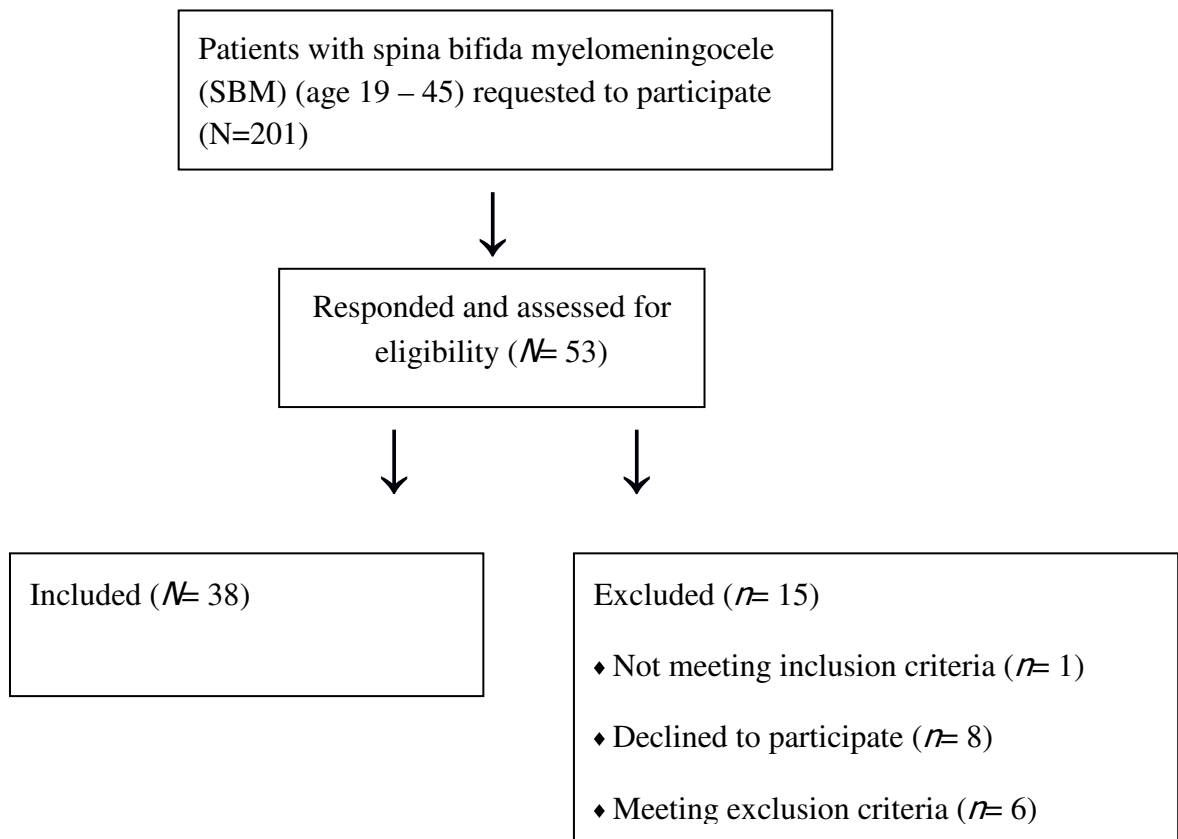 Patients with spina bifida myelomeningocele
(SBM) (age 19 – 45) requested to participate
(N=201)
Responded and assessed for
eligibility (N= 53)
Included (N= 38)
Excluded (n= 15)
♦ Not meeting inclusion criteria (n= 1)
♦ Declined to participate (n= 8)
♦ Meeting exclusion criteria (n= 6)